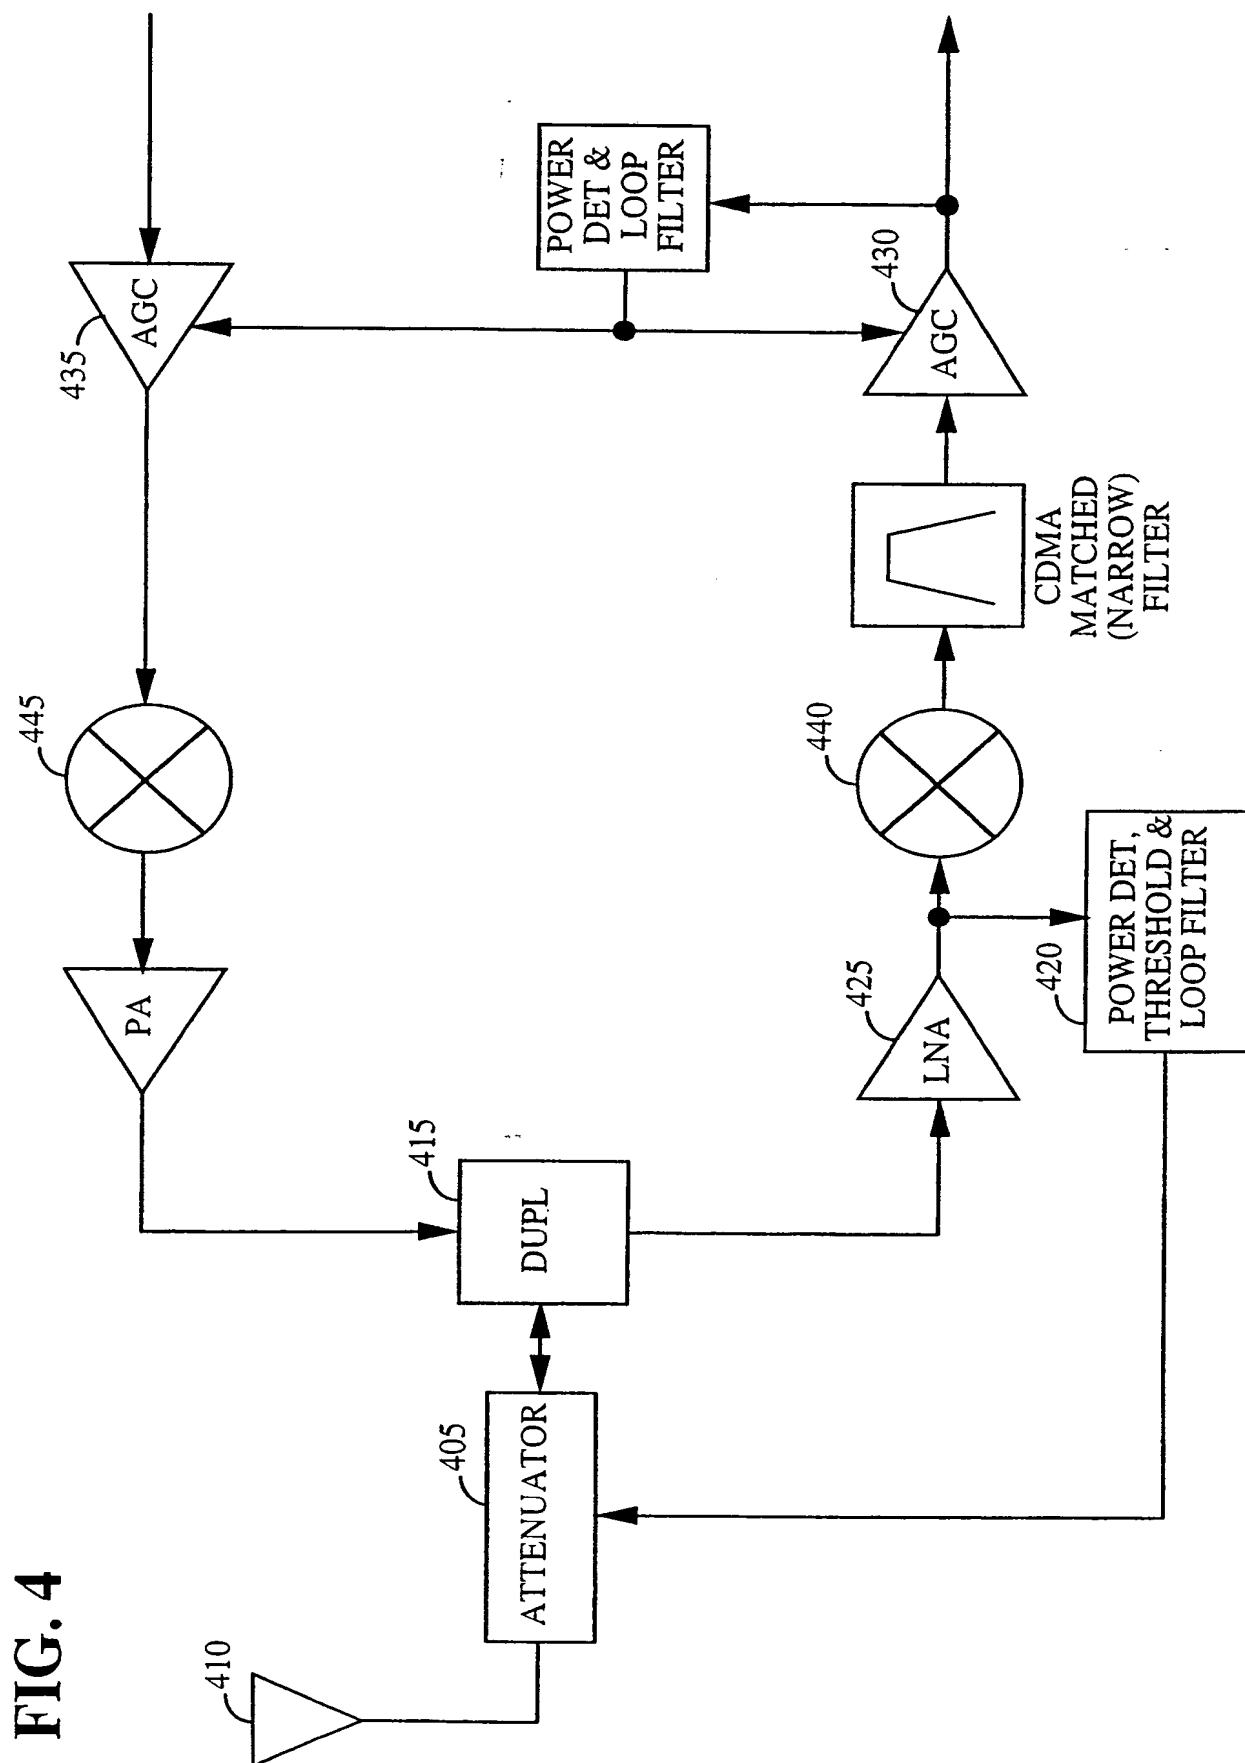 FIG. 4
410
ATTENUATOR
405
DUPL
415
PA
445
AGC
435
POWER
DET &
LOOP
FILTER
LNA
425
440
CDMA
MATCHED
(NARROW)
FILTER
AGC
430
POWER DET,
THRESHOLD &
LOOP FILTER
420